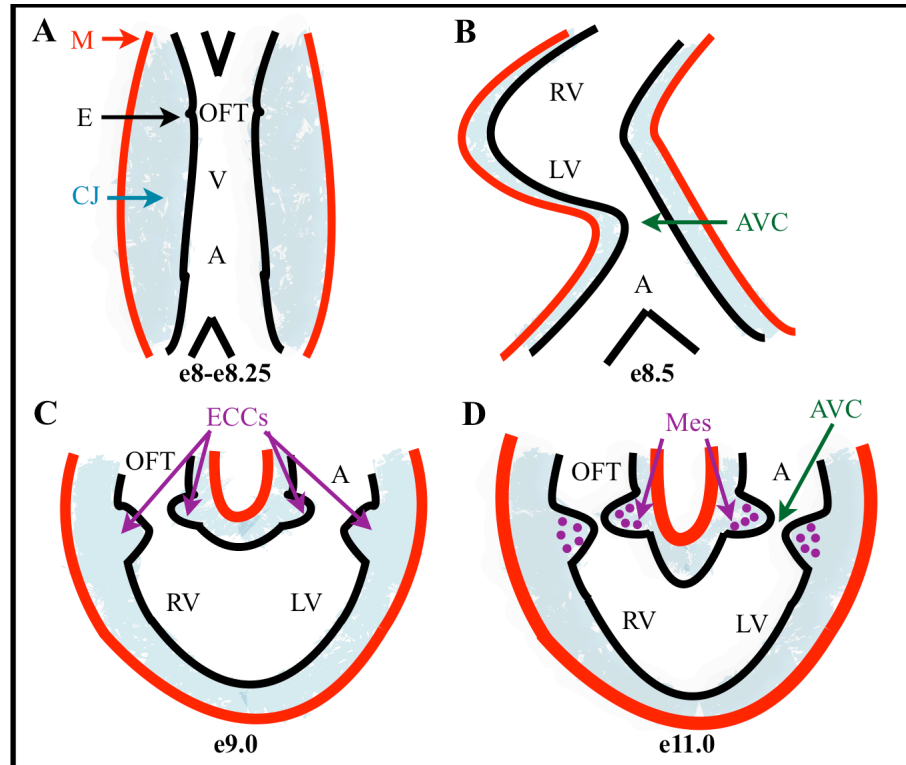 A
M
E
OFT
V
CJ
A
e8-e8.25
B
RV
LV
AVC
A
e8.5
C
ECCs
OFT
A
RV
LV
e9.0
D
Mes
AVC
OFT
A
RV
LV
e11.0